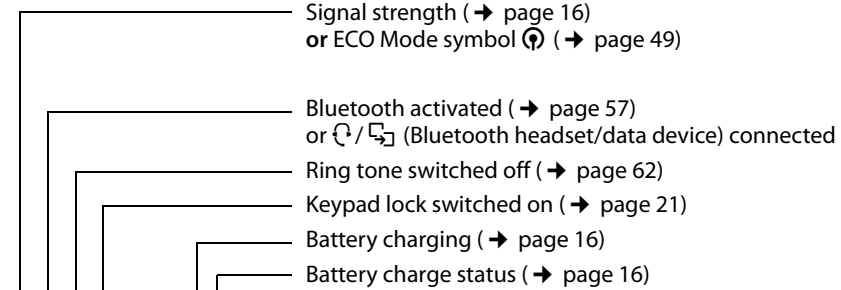 Signal strength (➔ page 16)
or ECO Mode symbol (➔ page 49)
Bluetooth activated (➔ page 57)
or / (Bluetooth headset/data device) connected
Ring tone switched off (➔ page 62)
Keypad lock switched on (➔ page 21)
Battery charging (➔ page 16)
Battery charge status (➔ page 16)